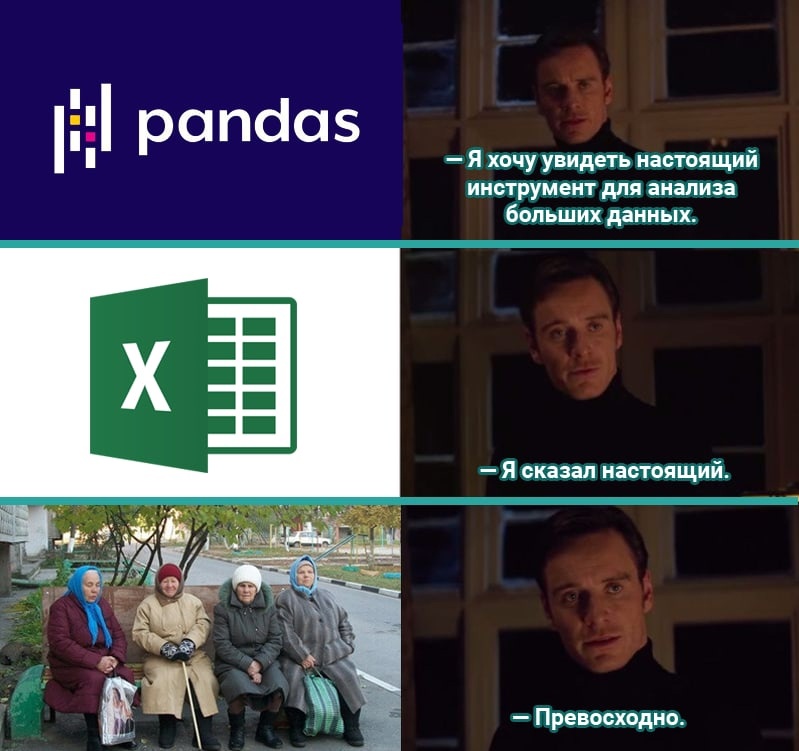 pandas
— Я хочу увидеть настоящий
инструмент для анализа
больших данных.
X
— Я сказал настоящий.
— Превосходно.